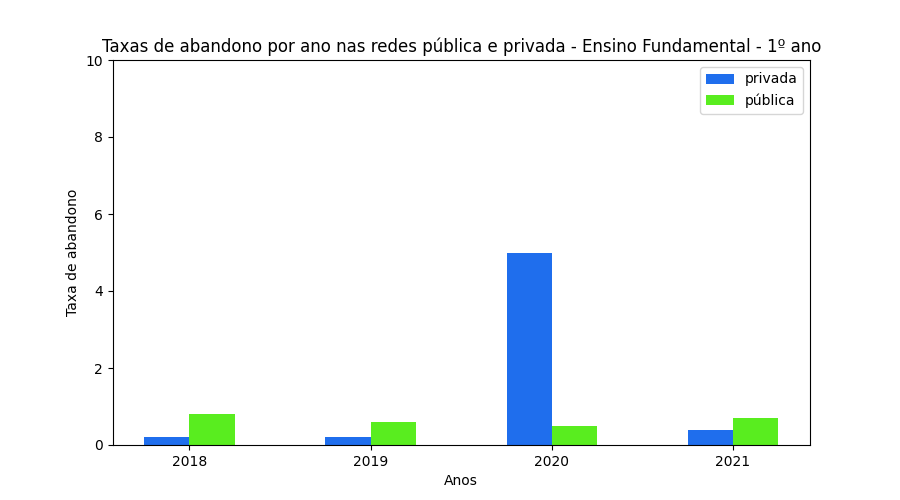 Taxas de abandono por ano nas redes pública e privada - Ensino Fundamental - 1º ano
privada
pública
Taxa de abandono
10
8
6
4
2
0
2018 2019 2020 2021
Anos